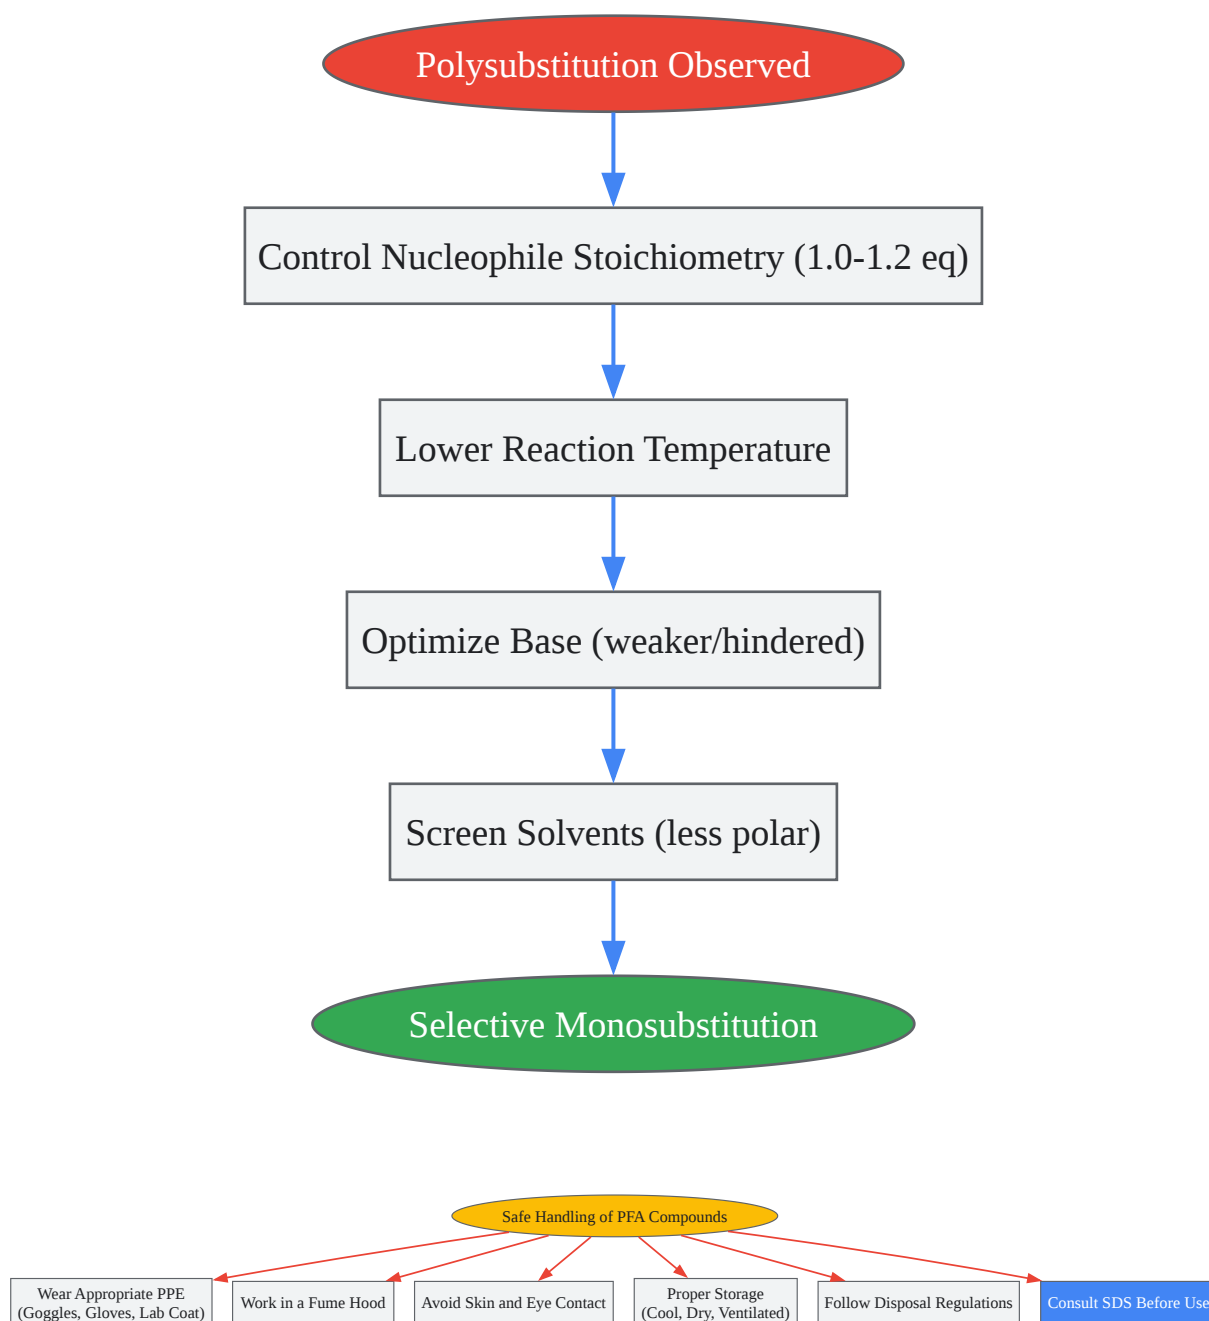 Polysubstitution Observed
Control Nucleophile Stoichiometry (1.0-1.2 eq)
Lower Reaction Temperature
Optimize Base (weaker/hindered)
Screen Solvents (less polar)
Selective Monosubstitution
Safe Handling of PFA Compounds
Wear Appropriate PPE
(Goggles, Gloves, Lab Coat)
Work in a Fume Hood
Avoid Skin and Eye Contact
Proper Storage
(Cool, Dry, Ventilated)
Follow Disposal Regulations
Consult SDS Before Use